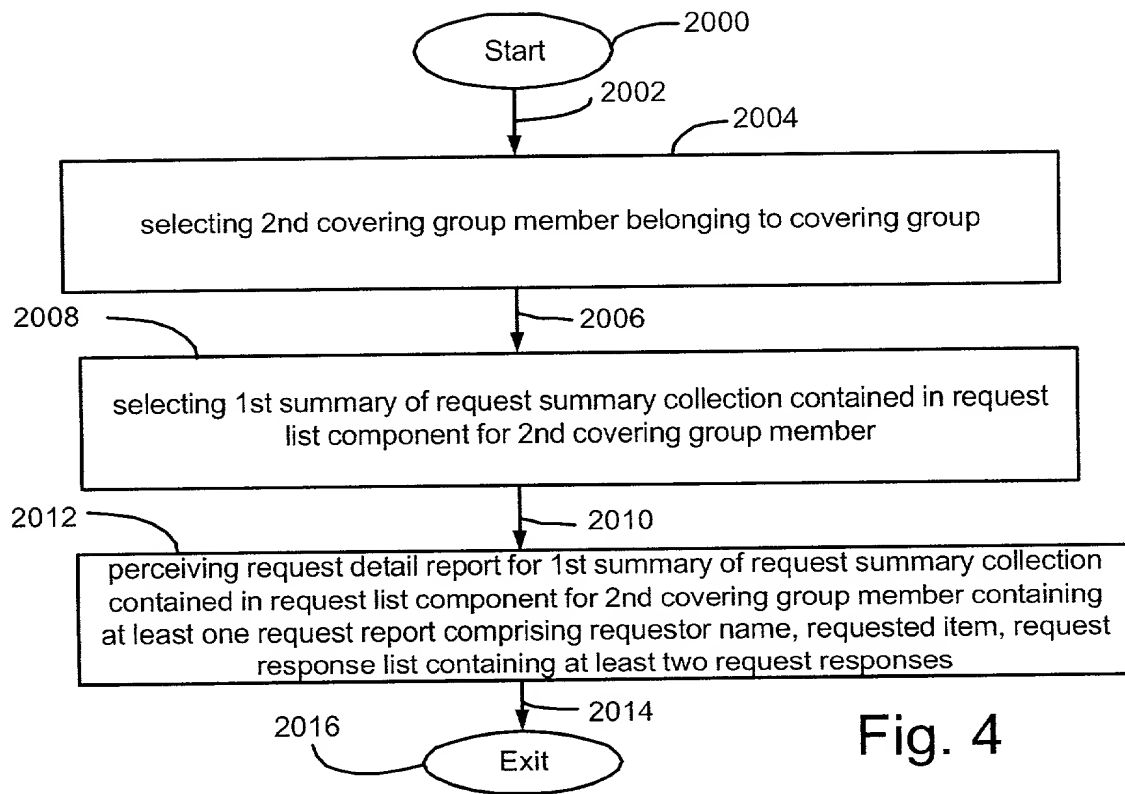 2000
Start
2002
2004
selecting 2nd covering group member belonging to covering group
2006
2008
selecting 1st summary of request summary collection contained in request
list component for 2nd covering group member
2010
2012
perceiving request detail report for 1st summary of request summary collection
contained in request list component for 2nd covering group member containing
at least one request report comprising requestor name, requested item, request
response list containing at least two request responses
2014
2016
Exit
Fig. 4